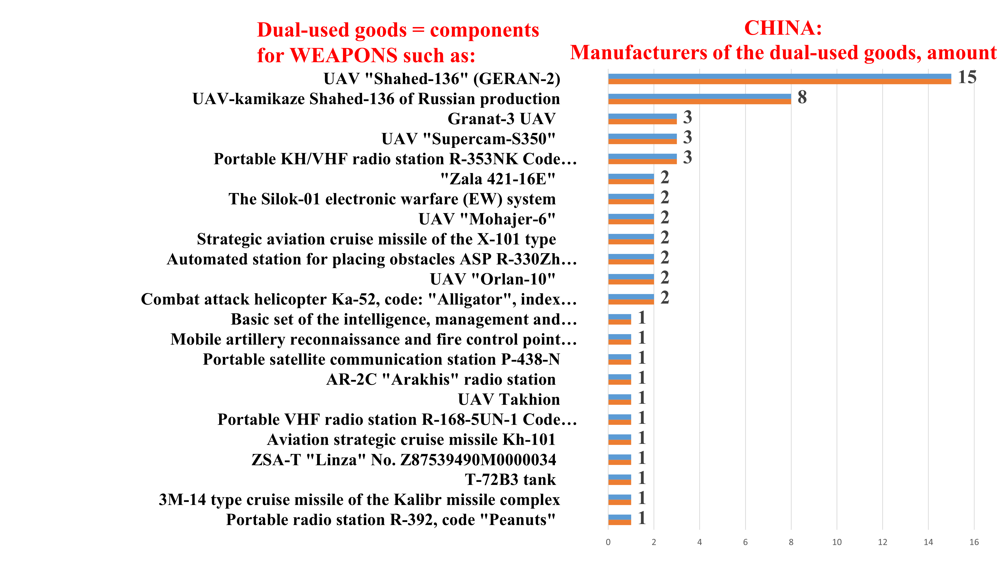 Dual-used goods = components
for WEAPONS such as:
CHINA:
Manufacturers of the dual-used goods, amount
UAV "Shahed-136" (GERAN-2) 15
UAV-kamikaze Shahed-136 of Russian production 8
Granat-3 UAV 3
UAV "Supercam-S350" 3
Portable KH/VHF radio station R-353NK Code… 3
"Zala 421-16E" 2
The Silok-01 electronic warfare (EW) system 2
UAV "Mohajer-6" 2
Strategic aviation cruise missile of the X-101 type 2
Automated station for placing obstacles ASP R-330Zh… 2
UAV "Orlan-10" 2
Combat attack helicopter Ka-52, code: "Alligator", index… 2
Basic set of the intelligence, management and… 1
Mobile artillery reconnaissance and fire control point… 1
Portable satellite communication station P-438-N 1
AR-2C "Arakhis" radio station 1
UAV Takhion 1
Portable VHF radio station R-168-5UN-1 Code… 1
Aviation strategic cruise missile Kh-101 1
ZSA-T "Linza" No. Z87539490M0000034 1
T-72B3 tank 1
3M-14 type cruise missile of the Kalibr missile complex 1
Portable radio station R-392, code "Peanuts" 1
0 2 4 6 8 10 12 14 16